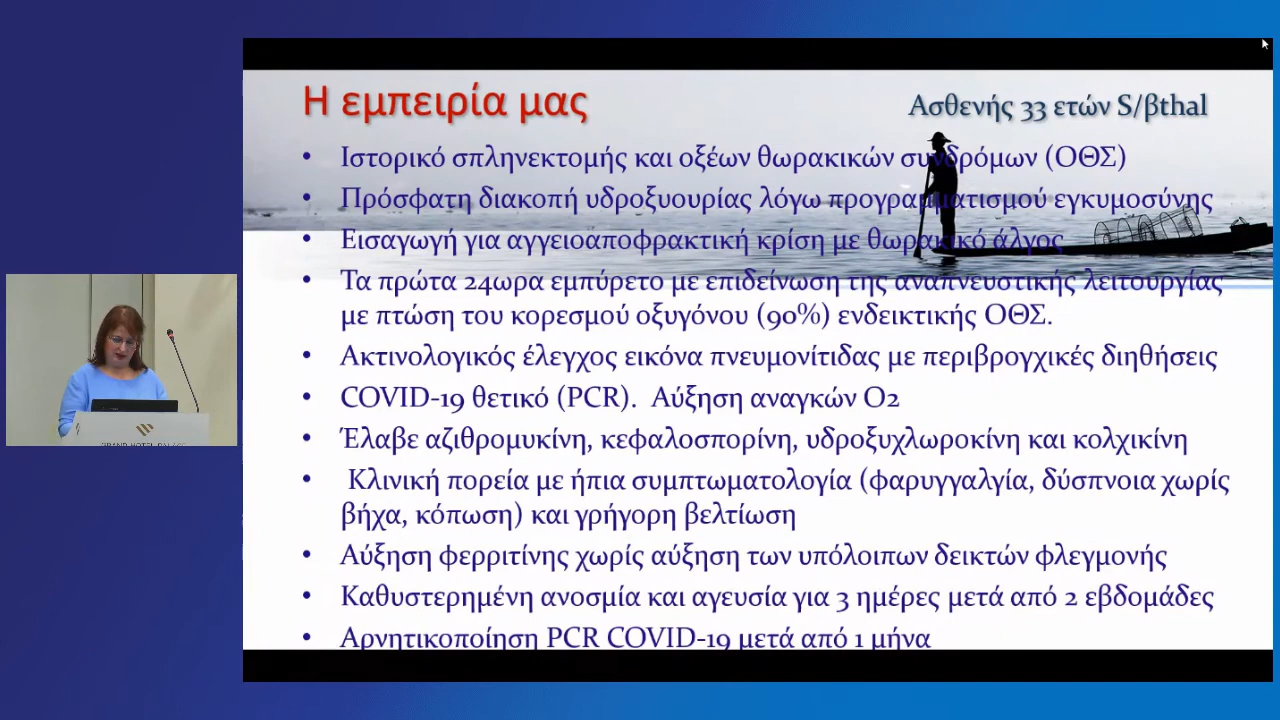 Η εμπειρία μας
Ασθενής 33 ετών S/βthal
• Ιστορικό σπληνεκτομής και οξέων θωρακικών συνδρόμων (ΟΘΣ)
• Πρόσφατη διακοπή υδροξυουρίας λόγω προγραμματισμού εγκυμοσύνης
• Εισαγωγή για αγγειοαποφρακτική κρίση με θωρακικό άλγος
• Τα πρώτα 24ωρα εμπύρετο με επιδείνωση της αναπνευστικής λειτουργίας
με πτώση του κορεσμού οξυγόνου (90%) ενδεικτικής ΟΘΣ.
• Ακτινολογικός έλεγχος εικόνα πνευμονίτιδας με περιβρογχικές διηθήσεις
• COVID-19 θετικό (PCR). Αύξηση αναγκών Ο2
• Έλαβε αζιθρομυκίνη, κεφαλοσπορίνη, υδροξυχλωροκίνη και κολχικίνη
• Κλινική πορεία με ήπια συμπτωματολογία (φαρυγγαλγία, δύσπνοια χωρίς
βήχα, κόπωση) και γρήγορη βελτίωση
• Αύξηση φερριτίνης χωρίς αύξηση των υπόλοιπων δεικτών φλεγμονής
• Καθυστερημένη ανοσμία και αγευσία για 3 ημέρες μετά από 2 εβδομάδες
• Αρνητικοποίηση PCR COVID-19 μετά από 1 μήνα
GRAND HOTEL PALACE